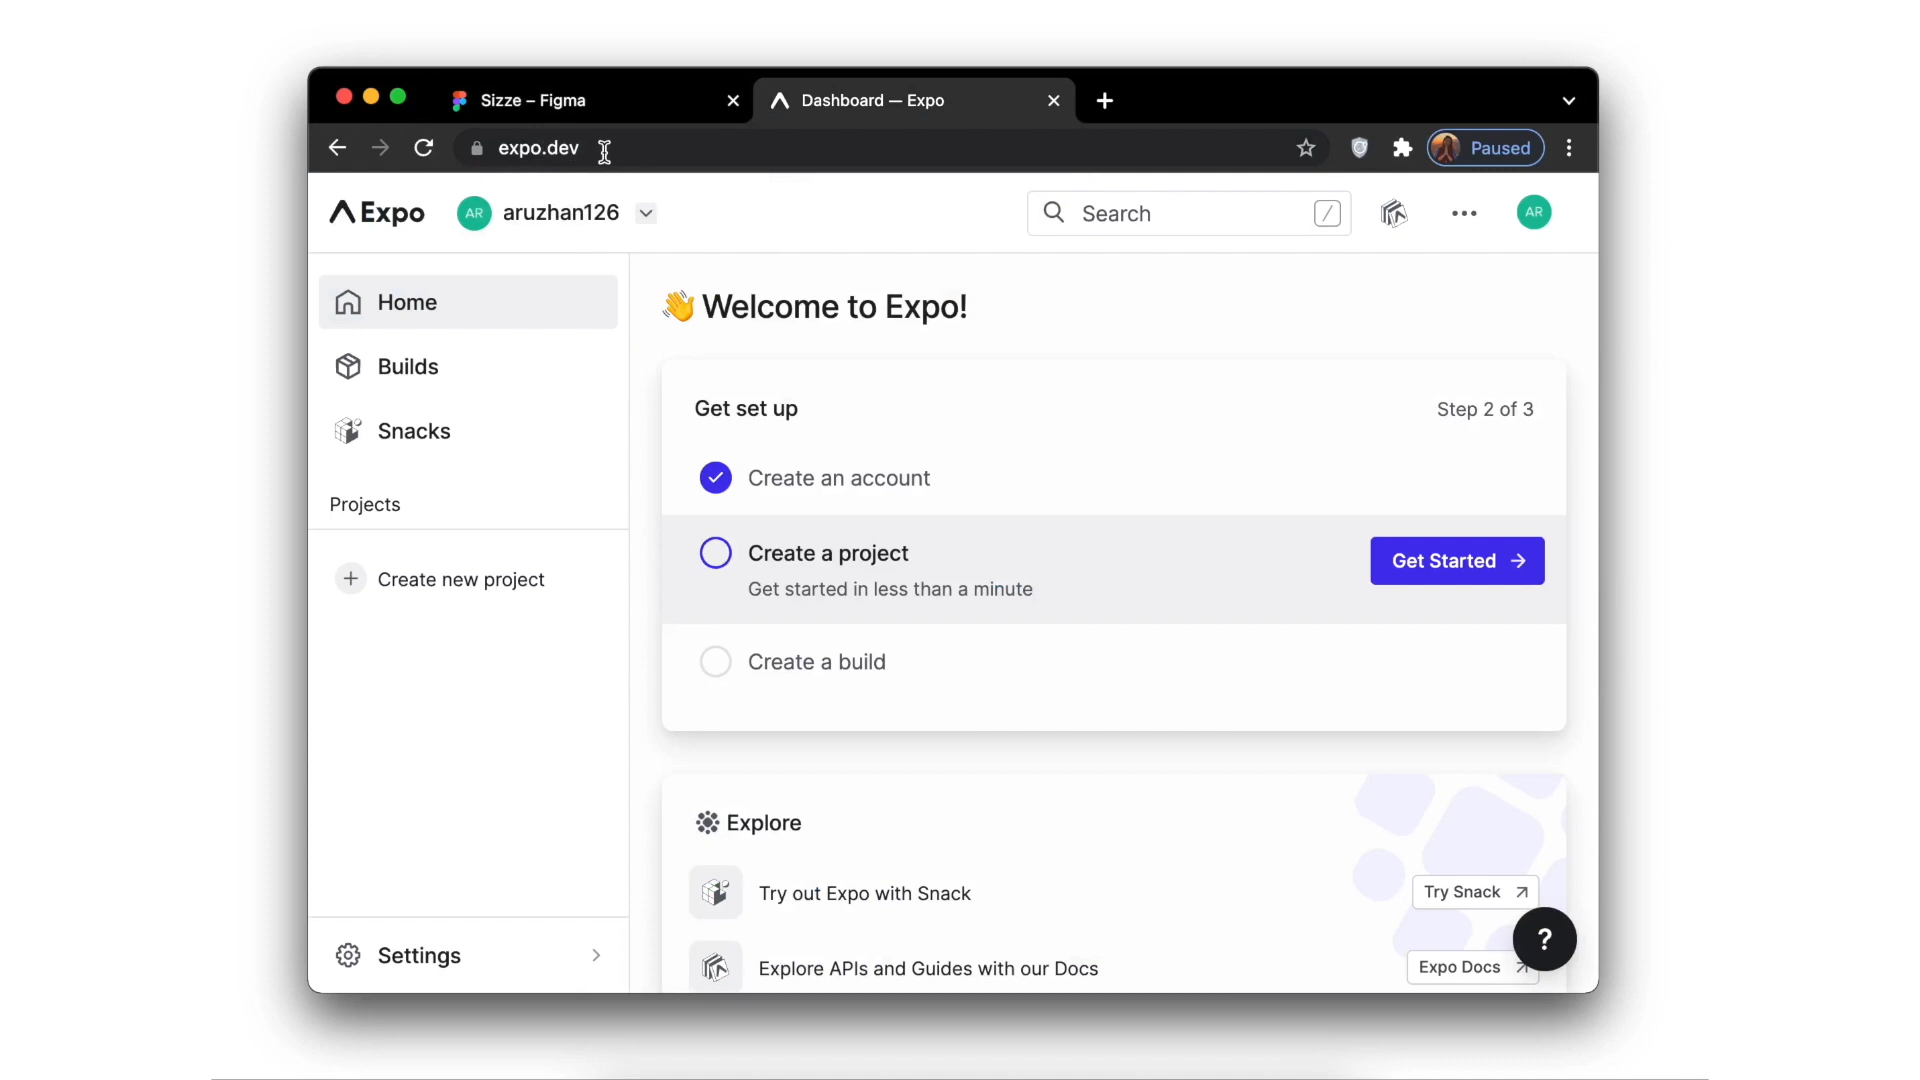 Sizze – Figma
Dashboard — Expo
expo.dev
Paused
Expo
AR
aruzhan126
Search
/
AR
Home
Builds
Snacks
Projects
Create new project
Settings
👋 Welcome to Expo!
Get set up
Step 2 of 3
Create an account
Create a project
Get started in less than a minute
Get Started →
Create a build
Explore
Try out Expo with Snack
Try Snack
Explore APIs and Guides with our Docs
Expo Docs
?